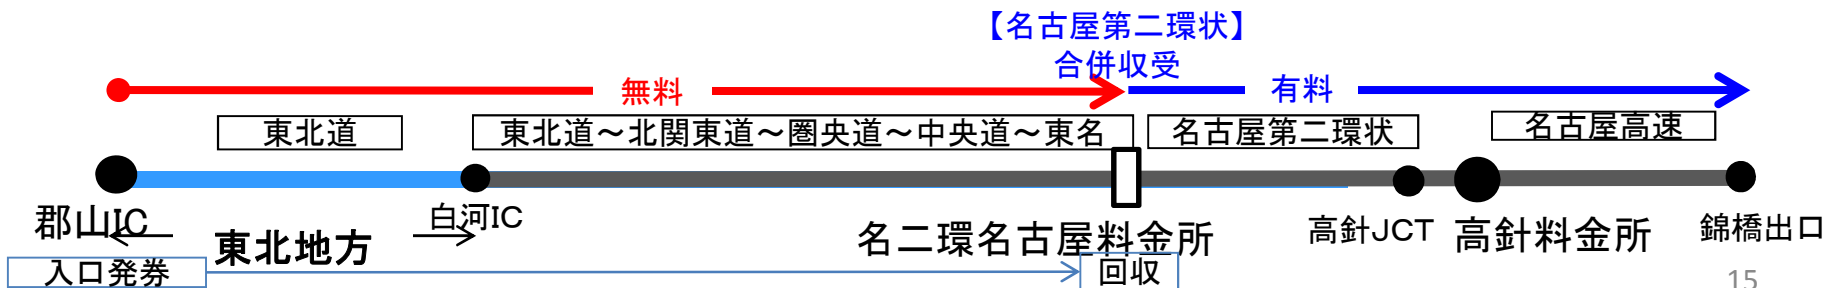 【名古屋第二環状】
合併収受
無料
有料
東北道
東北道～北関東道～圏央道～中央道～東名
名古屋第二環状
名古屋高速
郡山IC
白河IC
東北地方
名二環名古屋料金所
高針JCT
高針料金所
錦橋出口
入口発券
回収
15